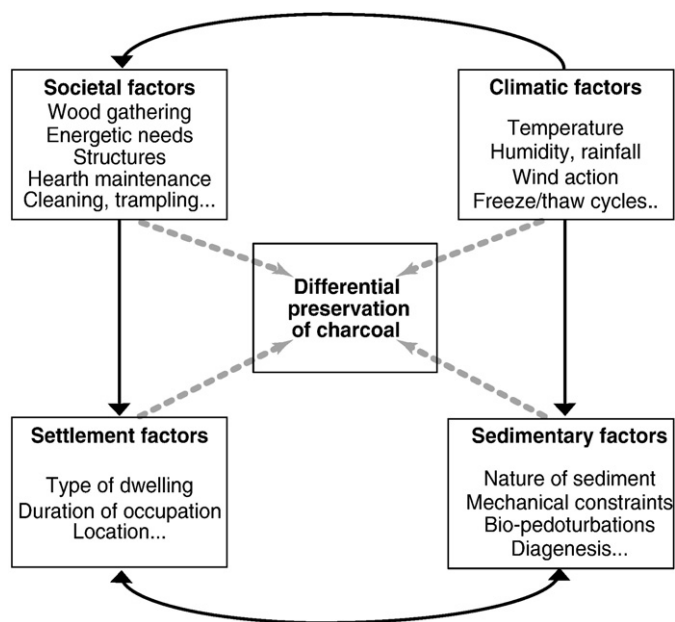 Societal factors
Wood gathering
Energetic needs
Structures
Hearth maintenance
Cleaning, trampling...
Climatic factors
Temperature
Humidity, rainfall
Wind action
Freeze/thaw cycles..
Differential
preservation
of charcoal
Settlement factors
Type of dwelling
Duration of occupation
Location...
Sedimentary factors
Nature of sediment
Mechanical constraints
Bio-pedoturbations
Diagenesis...